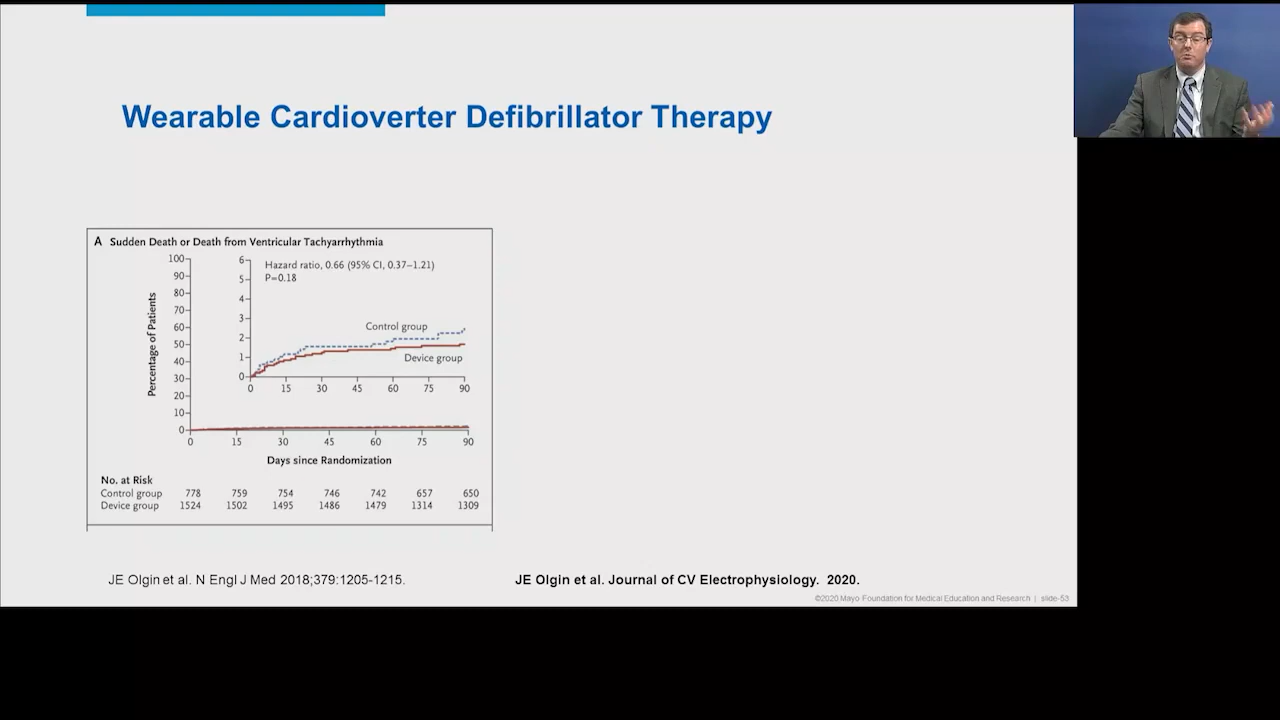 Wearable Cardioverter Defibrillator Therapy
A Sudden Death or Death from Ventricular Tachyarrhythmia
Percentage of Patients
100
90
80
70
60
50
40
30
20
10
0
6
5
4
3
2
1
0
Hazard ratio, 0.66 (95% CI, 0.37–1.21)
P=0.18
Control group
Device group
0 15 30 45 60 75 90
0 15 30 45 60 75 90
Days since Randomization
No. at Risk
Control group 778 759 754 746 742 657 650
Device group 1524 1502 1495 1486 1479 1314 1309
JE Olgin et al. N Engl J Med 2018;379:1205-1215.
JE Olgin et al. Journal of CV Electrophysiology. 2020.
©2020 Mayo Foundation for Medical Education and Research | slide-53